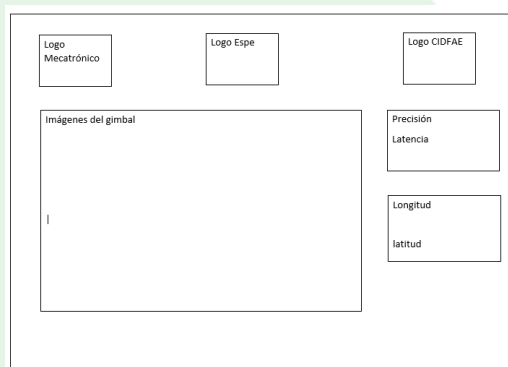 Logo
Mecatrónico
Logo Espe
Logo CIDFAE
Imágenes del gimbal
Precisión
Latencia
Longitud
latitud